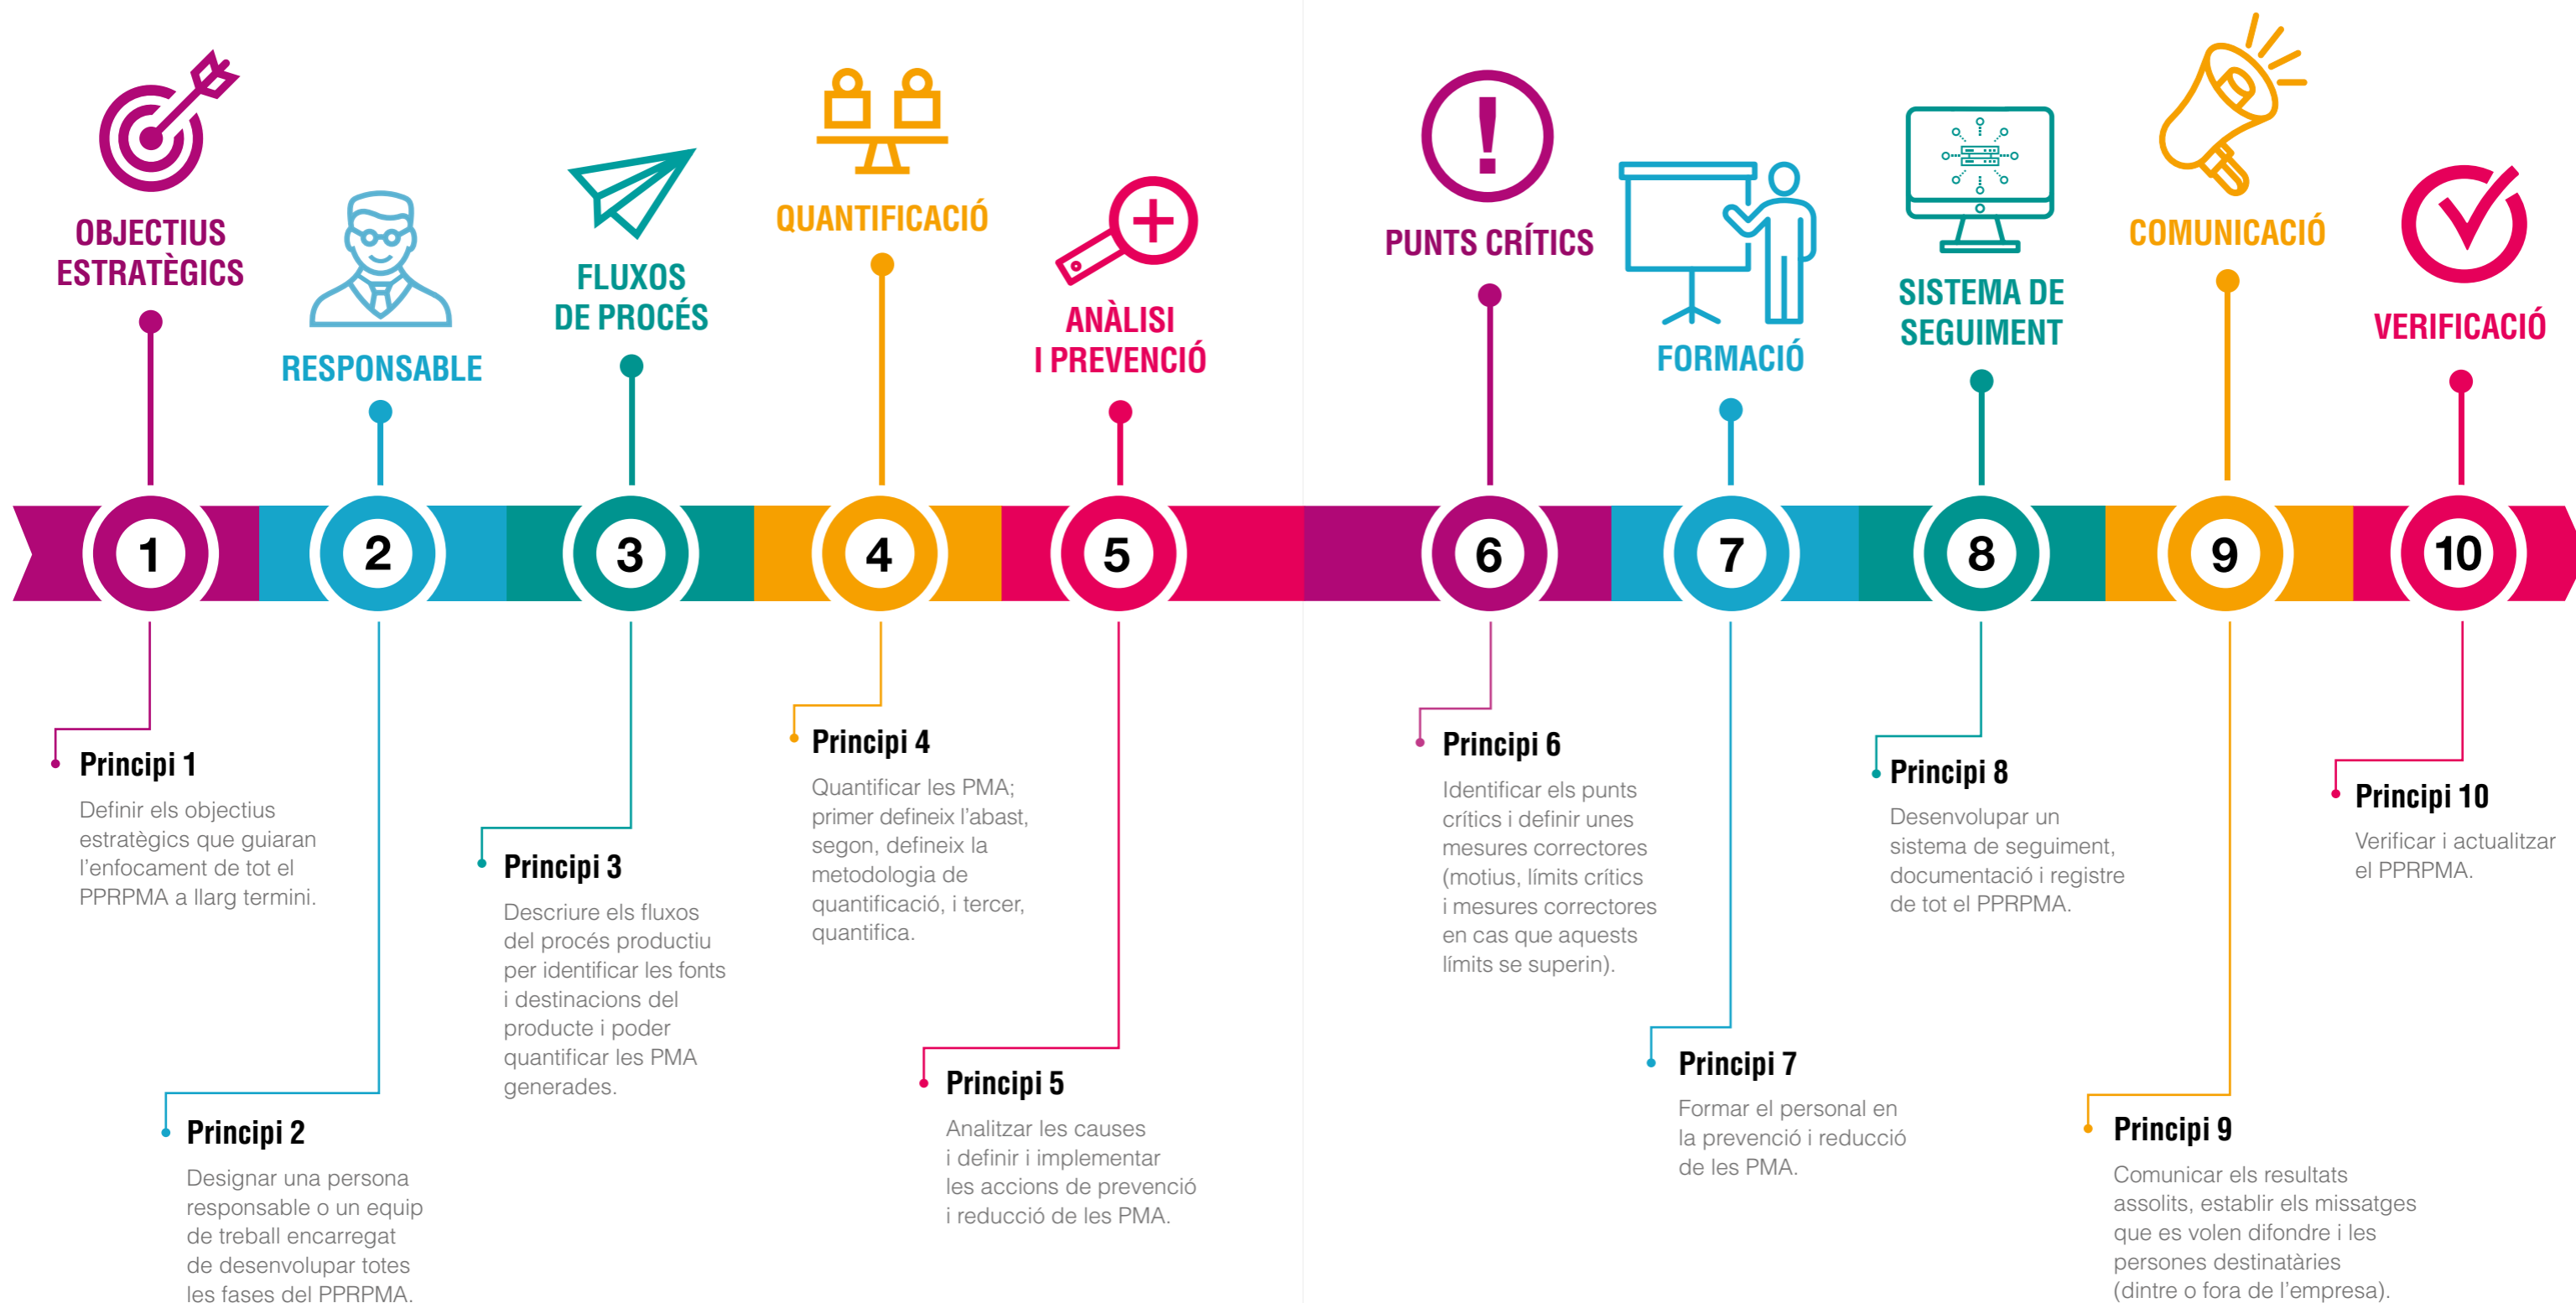 OBJECTIUS
ESTRATÈGICS
RESPONSABLE
FLUXOS
DE PROCÉS
QUANTIFICACIÓ
ANÀLISI
I PREVENCIÓ
PUNTS CRÍTICS
FORMACIÓ
SISTEMA DE
SEGUIMENT
COMUNICACIÓ
VERIFICACIÓ
1
2
3
4
5
6
7
8
9
10
Principi 1
Definir els objectius
estratègics que guiaran
l'enfocament de tot el
PPRPMA a llarg termini.
Principi 2
Designar una persona
responsable o un equip
de treball encarregat
de desenvolupar totes
les fases del PPRPMA.
Principi 3
Descriure els fluxos
del procés productiu
per identificar les fonts
i destinacions del
producte i poder
quantificar les PMA
generades.
Principi 4
Quantificar les PMA;
primer defineix l'abast,
segon, defineix la
metodologia de
quantificació, i tercer,
quantifica.
Principi 5
Analitzar les causes
i definir i implementar
les accions de prevenció
i reducció de les PMA.
Principi 6
Identificar els punts
crítics i definir unes
mesures correctores
(motius, límits crítics
i mesures correctores
en cas que aquests
límits se superin).
Principi 7
Formar el personal en
la prevenció i reducció
de les PMA.
Principi 8
Desenvolupar un
sistema de seguiment,
documentació i registre
de tot el PPRPMA.
Principi 9
Comunicar els resultats
assolits, establir els missatges
que es volen difondre i les
persones destinatàries
(dintre o fora de l'empresa).
Principi 10
Verificar i actualitzar
el PPRPMA.